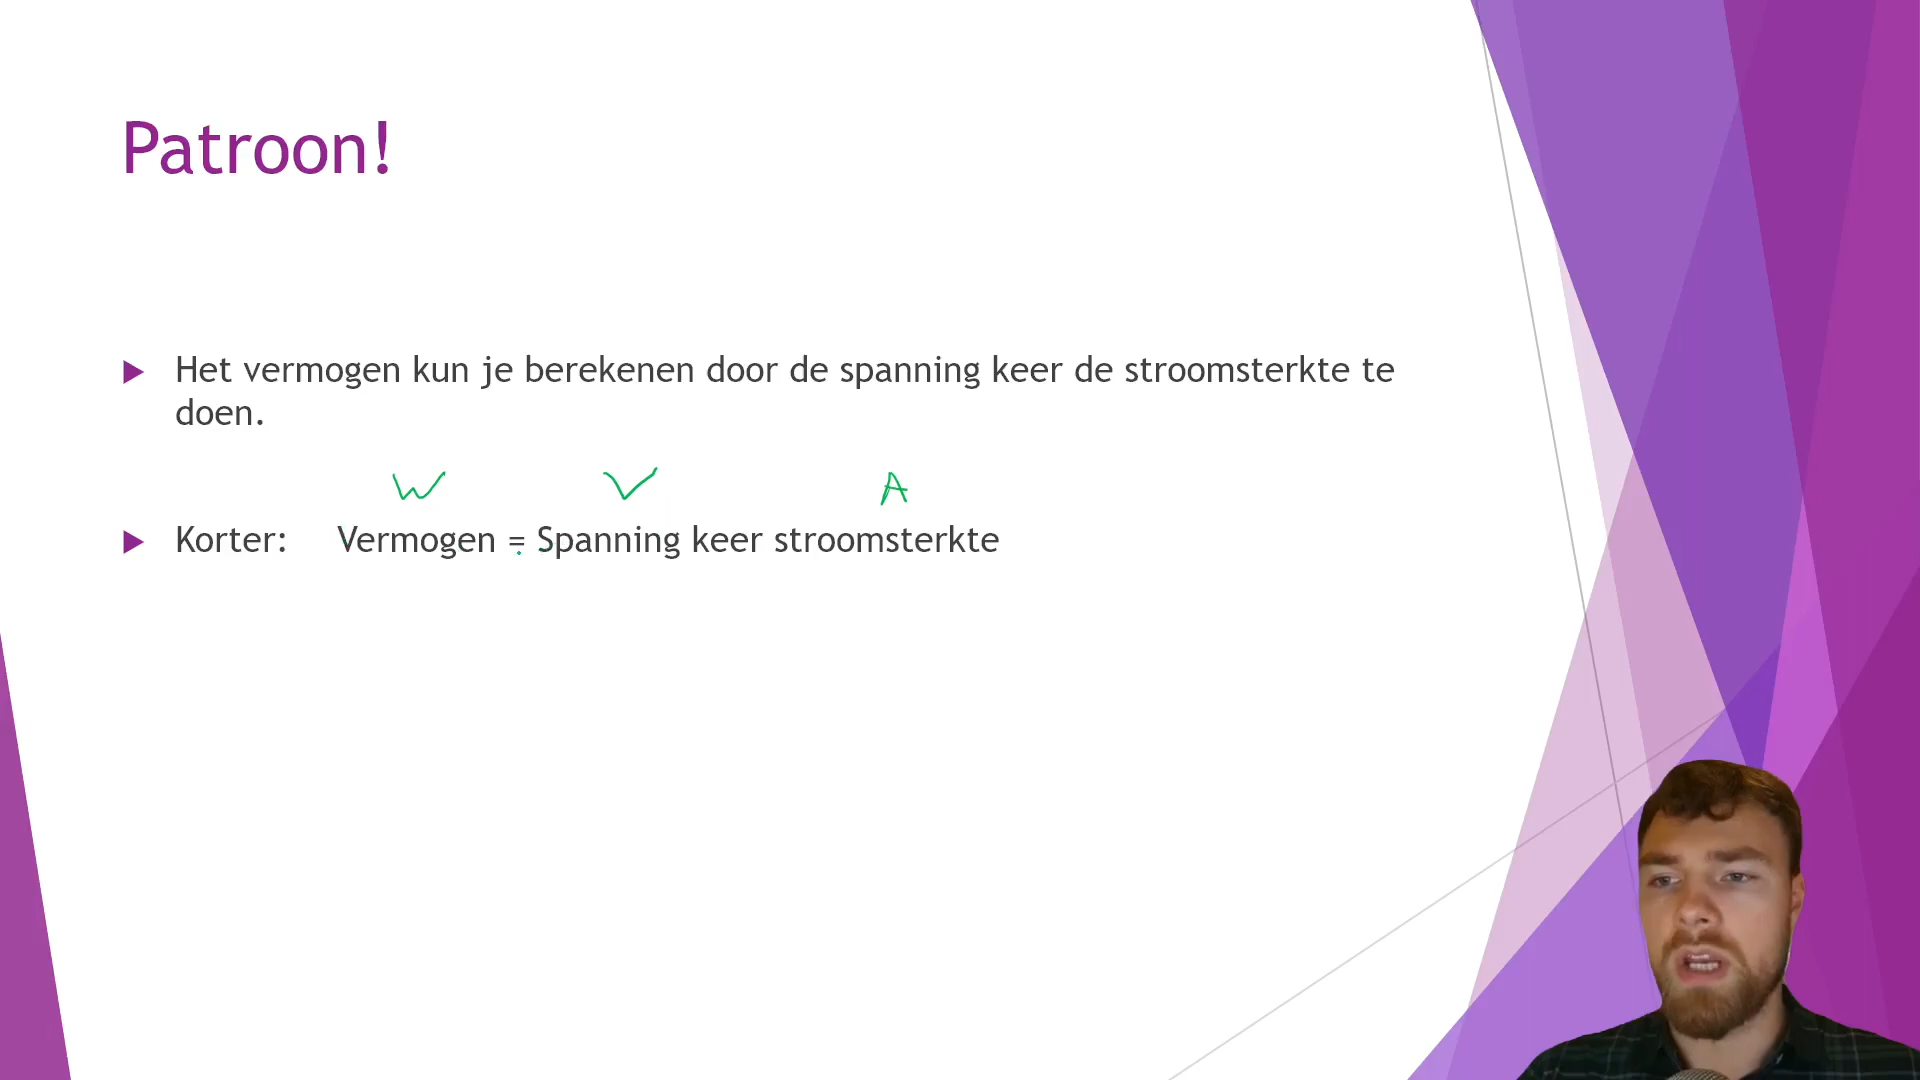 Patroon!
Het vermogen kun je berekenen door de spanning keer de stroomsterkte te
doen.
W V A
Korter: Vermogen = Spanning keer stroomsterkte